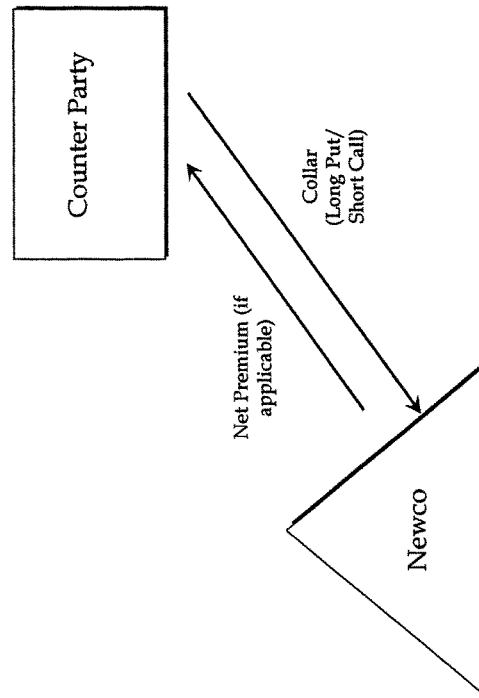 Counter Party
Net Premium (if
applicable)
Collar
(Long Put/
Short Call)
Newco